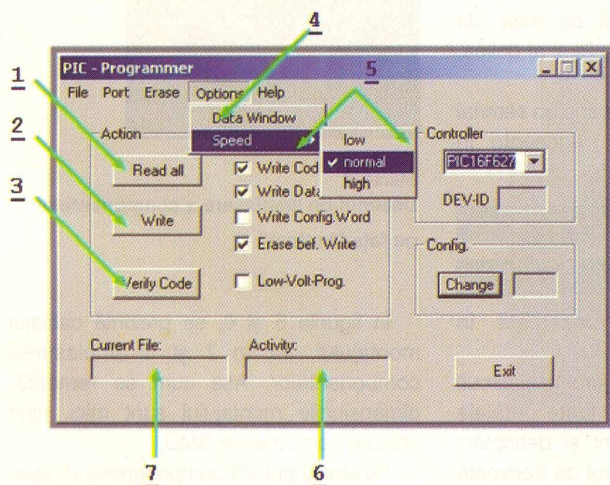 4
1
PIC - Programmer
5
File Port Erase Options Help
Data Window
2
Action
Speed
low
Controller
Read all
Write Cod
normal
PIC16F627
3
Write Data
high
Write
Write Config.Word
DEV-ID
Erase bef. Write
Config.
Verify Code
Low-Volt-Prog.
Change
Current File:
Activity:
Exit
7
6